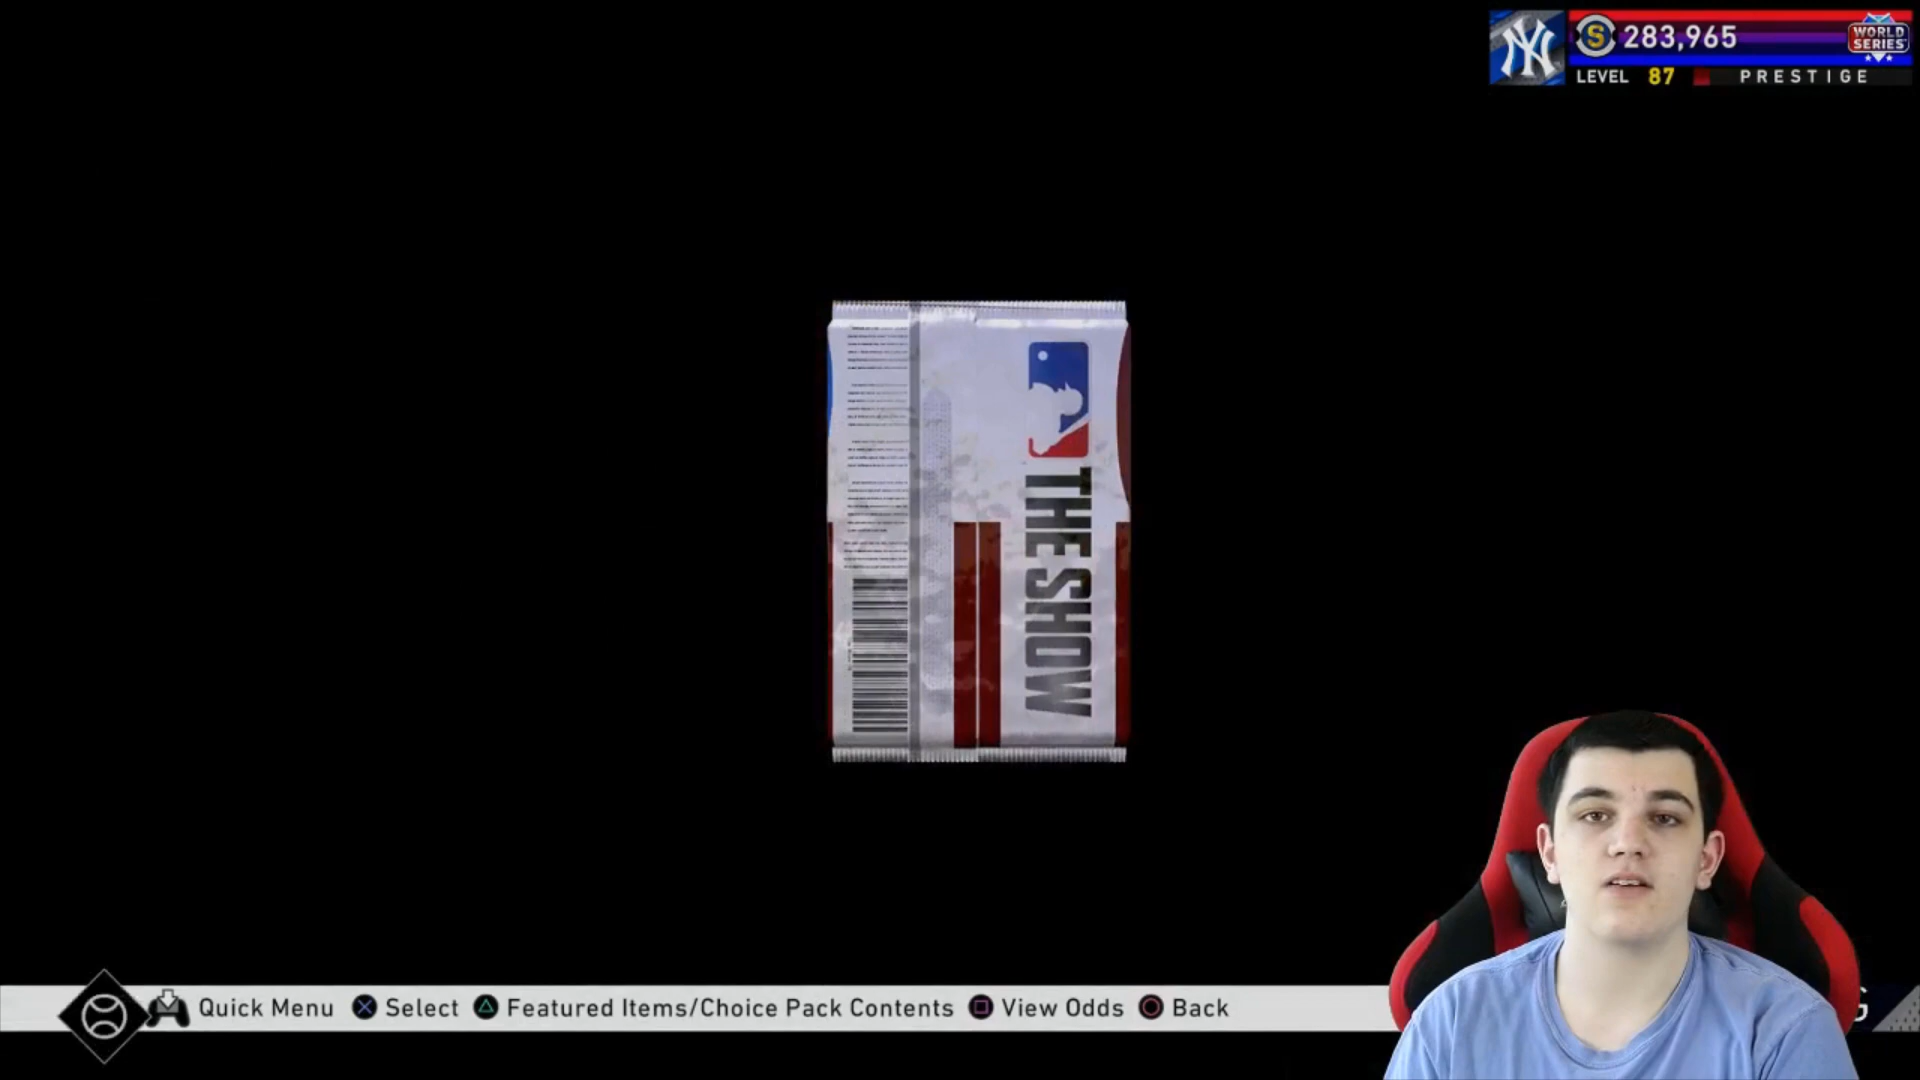 NY
S 283,965
WORLD
SERIES
LEVEL 87 PRESTIGE
THE SHOW
Quick Menu Select Featured Items/Choice Pack Contents View Odds Back